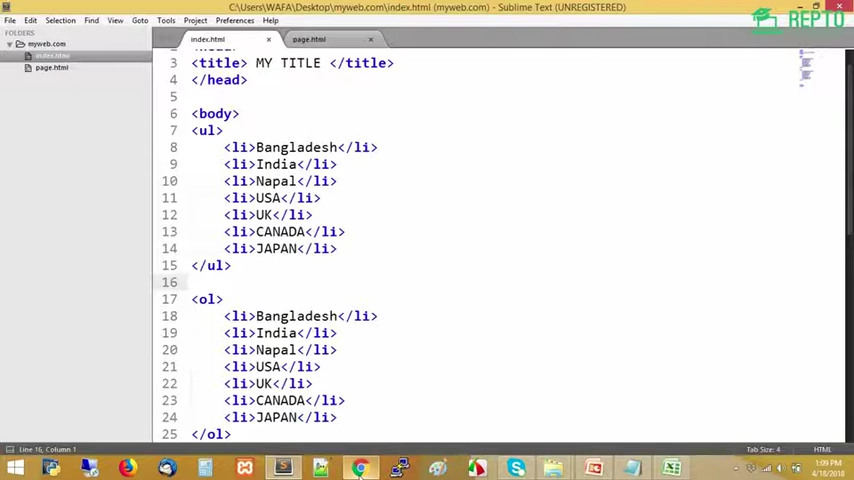 C:\Users\WAFA\Desktop\myweb.com\index.html (myweb.com) - Sublime Text (UNREGISTERED)
File Edit Selection Find View Goto Tools Project Preferences Help
REPTO
FOLDERS
myweb.com
index.html
page.html
index.html × page.html ×
3 <title> MY TITLE </title>
4 </head>
5
6 <body>
7 <ul>
8 <li>Bangladesh</li>
9 <li>India</li>
10 <li>Napal</li>
11 <li>USA</li>
12 <li>UK</li>
13 <li>CANADA</li>
14 <li>JAPAN</li>
15 </ul>
16
17 <ol>
18 <li>Bangladesh</li>
19 <li>India</li>
20 <li>Napal</li>
21 <li>USA</li>
22 <li>UK</li>
23 <li>CANADA</li>
24 <li>JAPAN</li>
25 </ol>
Line 16, Column 1 Tab Size: 4 HTML
1:09 PM
4/18/2018